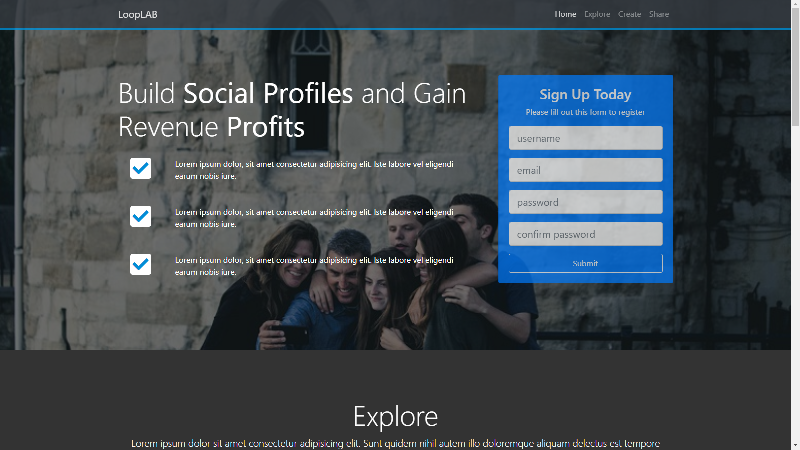 LoopLAB
Home Explore Create Share
Build Social Profiles and Gain
Revenue Profits
Lorem ipsum dolor, sit amet consectetur adipisicing elit. Iste labore vel eligendi
earum nobis iure.
Lorem ipsum dolor, sit amet consectetur adipisicing elit. Iste labore vel eligendi
earum nobis iure.
Lorem ipsum dolor, sit amet consectetur adipisicing elit. Iste labore vel eligendi
earum nobis iure.
Sign Up Today
Please fill out this form to register
username
email
password
confirm password
Submit
Explore
Lorem ipsum dolor sit amet consectetur adipisicing elit. Sunt quidem nihil autem illo doloremque aliquam delectus est tempore